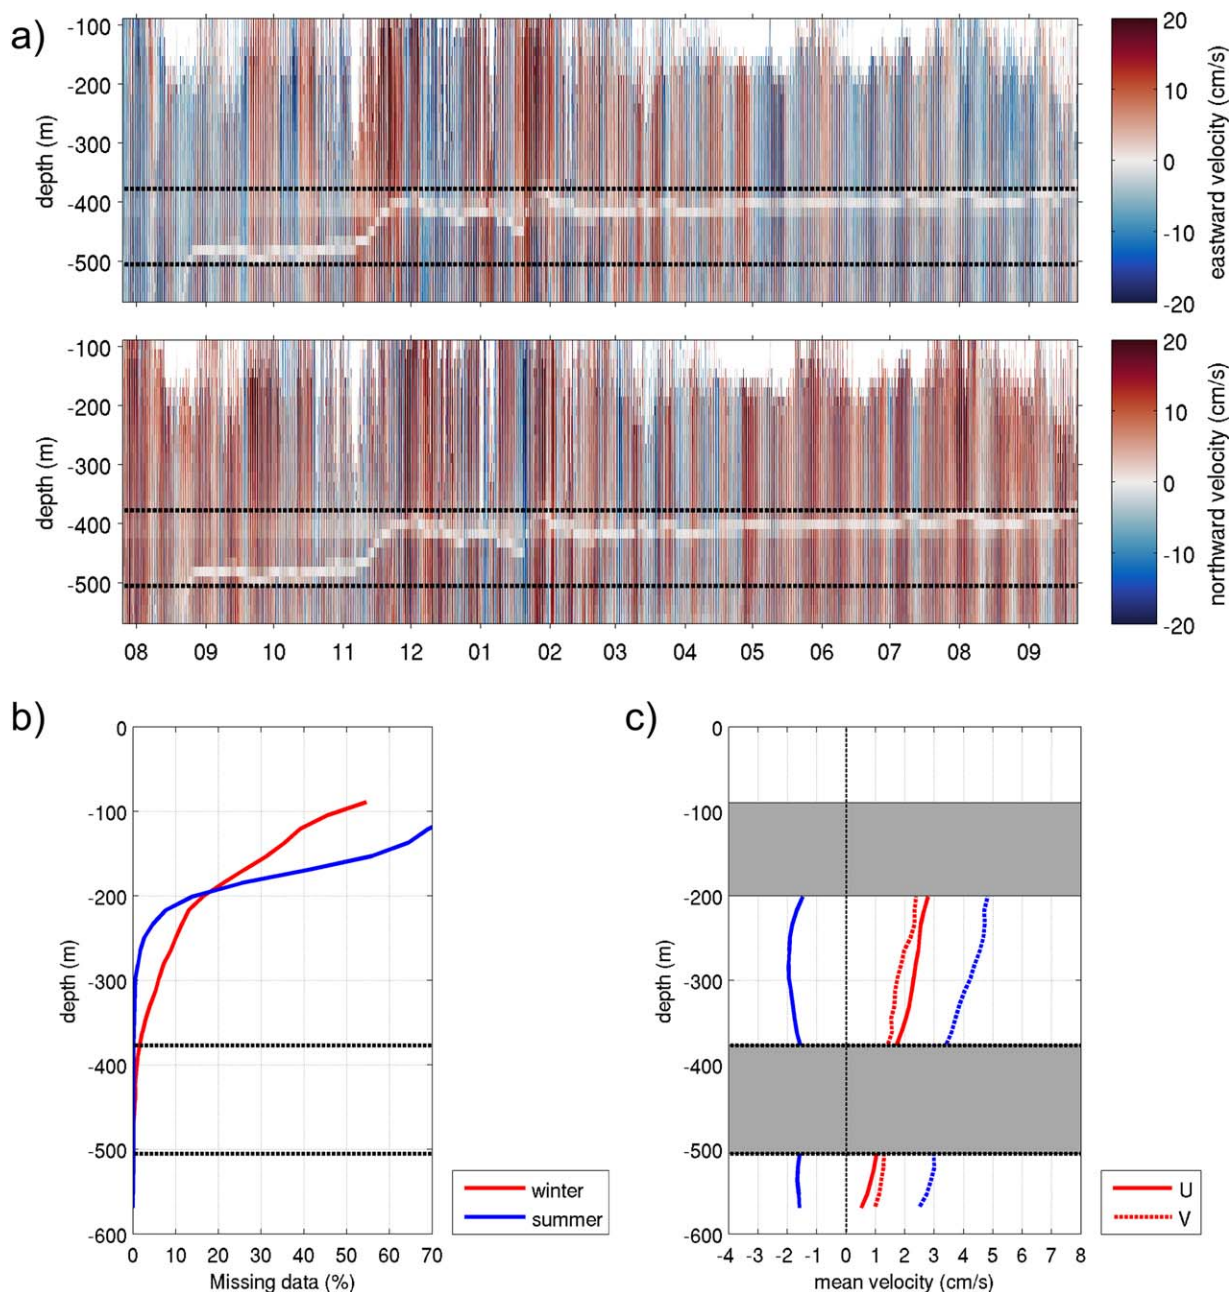 a)
-100
-200
-300
-400
-500
depth (m)
20
10
0
-10
-20
eastward velocity (cm/s)
-100
-200
-300
-400
-500
depth (m)
20
10
0
-10
-20
northward velocity (cm/s)
08 09 10 11 12 01 02 03 04 05 06 07 08 09
b)
0
-100
-200
-300
-400
-500
-600
depth (m)
0 10 20 30 40 50 60 70
Missing data (%)
winter
summer
c)
0
-100
-200
-300
-400
-500
-600
depth (m)
-4 -3 -2 -1 0 1 2 3 4 5 6 7 8
mean velocity (cm/s)
U
V